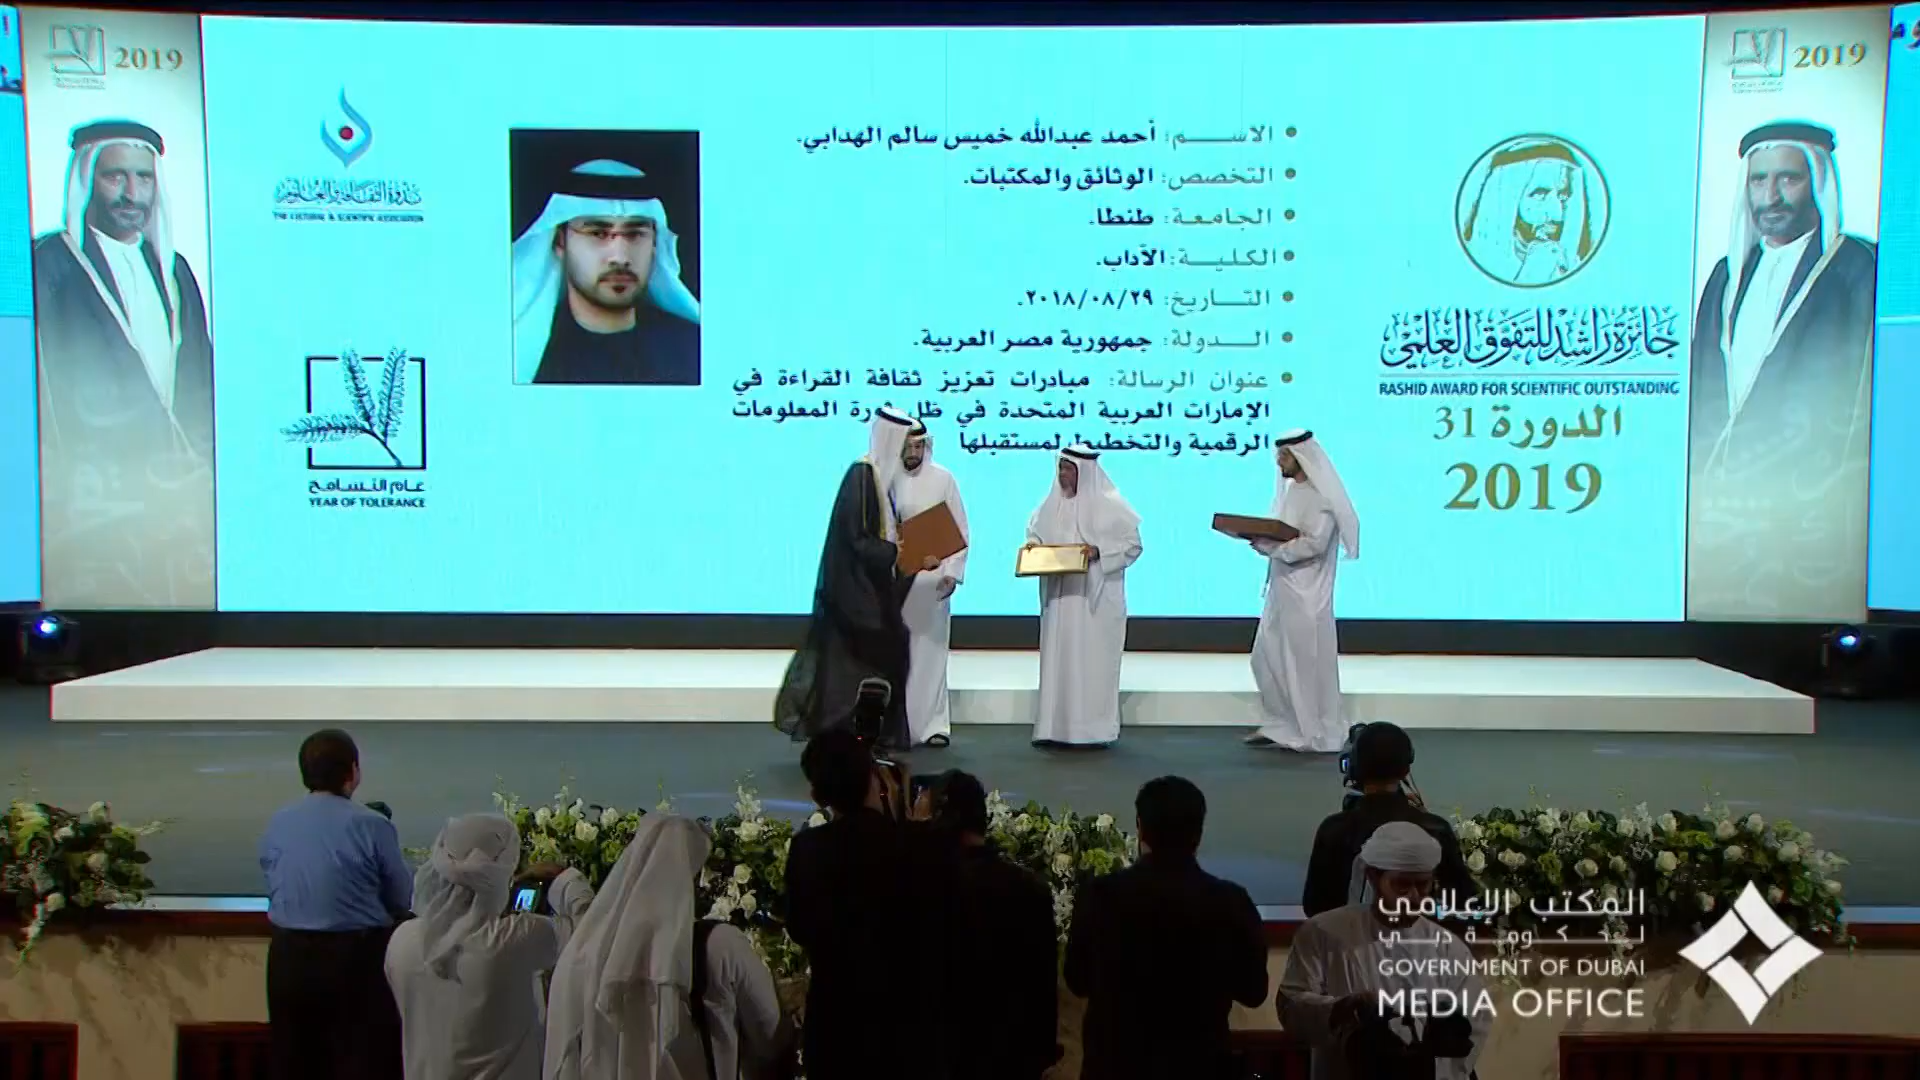 2019
2019
ندوة الثقافة والعلوم
THE CULTURAL & SCIENTIFIC ASSOCIATION
عام التسامح
YEAR OF TOLERANCE
الاسم: أحمد عبدالله خميس سالم الهدابي.
التخصص: الوثائق والمكتبات.
الجامعة: طنطا.
الكلية: الآداب.
التاريخ: ٢٠١٨/٠٨/٢٩.
الدولة: جمهورية مصر العربية.
عنوان الرسالة: مبادرات تعزيز ثقافة القراءة في
الإمارات العربية المتحدة في ظل ثورة المعلومات
الرقمية والتخطيط لمستقبلها
جائزة راشد للتفوق العلمي
RASHID AWARD FOR SCIENTIFIC OUTSTANDING
الدورة 31
2019
المكتب الإعلامي
لحكومة دبي
GOVERNMENT OF DUBAI
MEDIA OFFICE